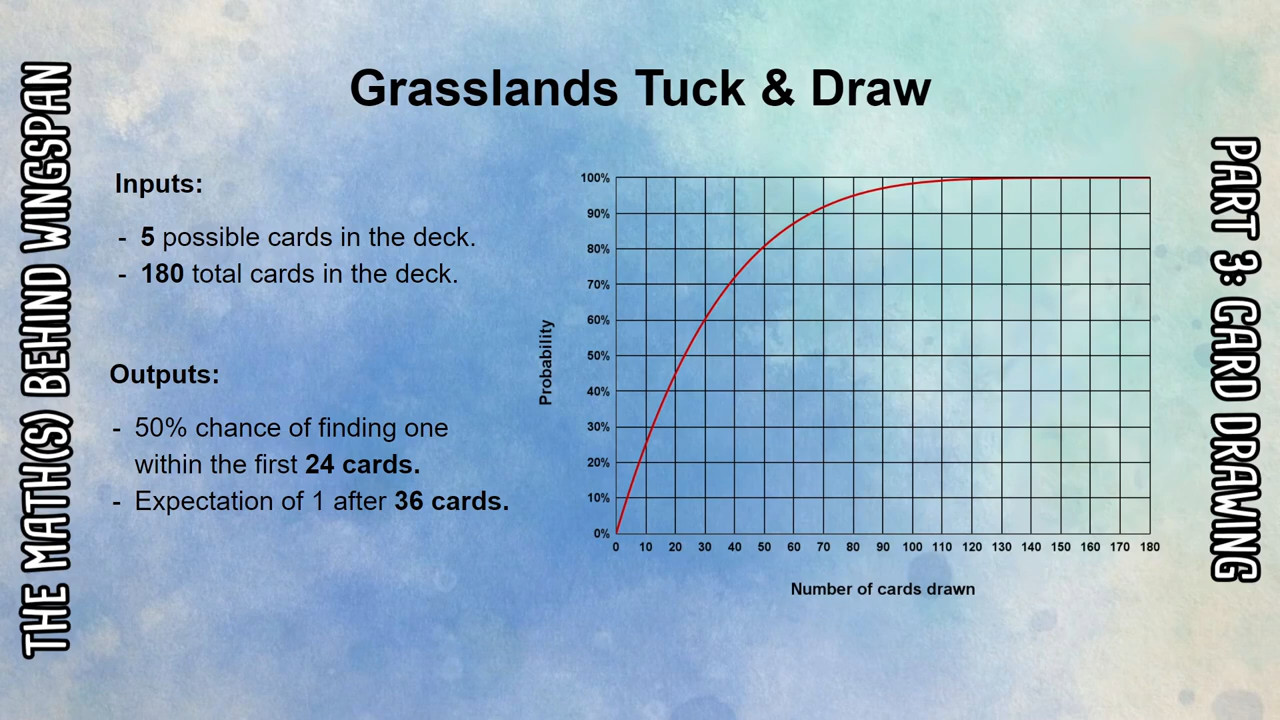 THE MATH(S) BEHIND WINGSPAN
Grasslands Tuck & Draw
Inputs:
- 5 possible cards in the deck.
- 180 total cards in the deck.
Outputs:
- 50% chance of finding one
within the first 24 cards.
- Expectation of 1 after 36 cards.
Probability
100%
90%
80%
70%
60%
50%
40%
30%
20%
10%
0%
0 10 20 30 40 50 60 70 80 90 100 110 120 130 140 150 160 170 180
Number of cards drawn
PART 3: CARD DRAWING